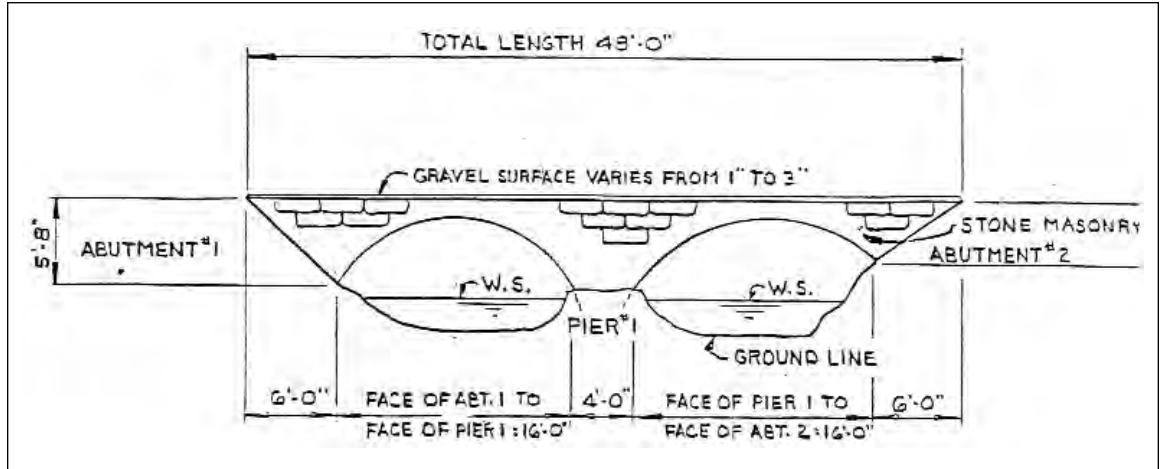 TOTAL LENGTH 48'-0"
GRAVEL SURFACE VARIES FROM 1" TO 3"
5'-8"
ABUTMENT #1
STONE MASONRY
ABUTMENT #2
W.S.
W.S.
PIER #1
GROUND LINE
6'-0"
FACE OF ABT. 1 TO
FACE OF PIER 1 : 16'-0"
4'-0"
FACE OF PIER 1 TO
FACE OF ABT. 2 : 16'-0"
6'-0"